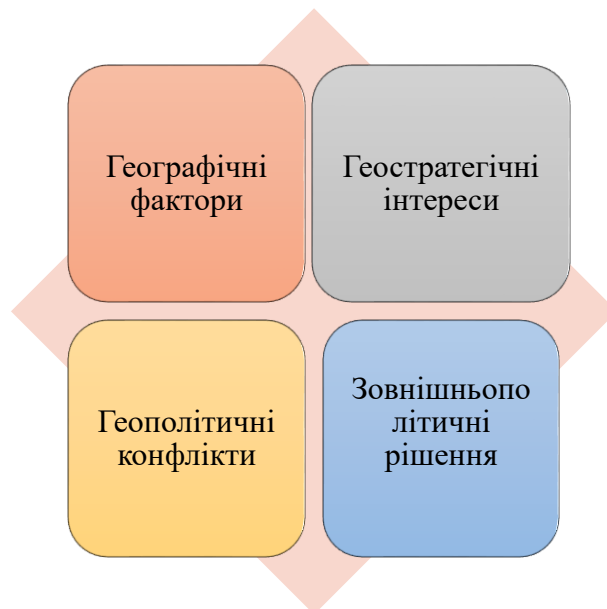 Географічні
фактори
Геостратегічні
інтереси
Геополітичні
конфлікти
Зовнішньопо
літичні
рішення